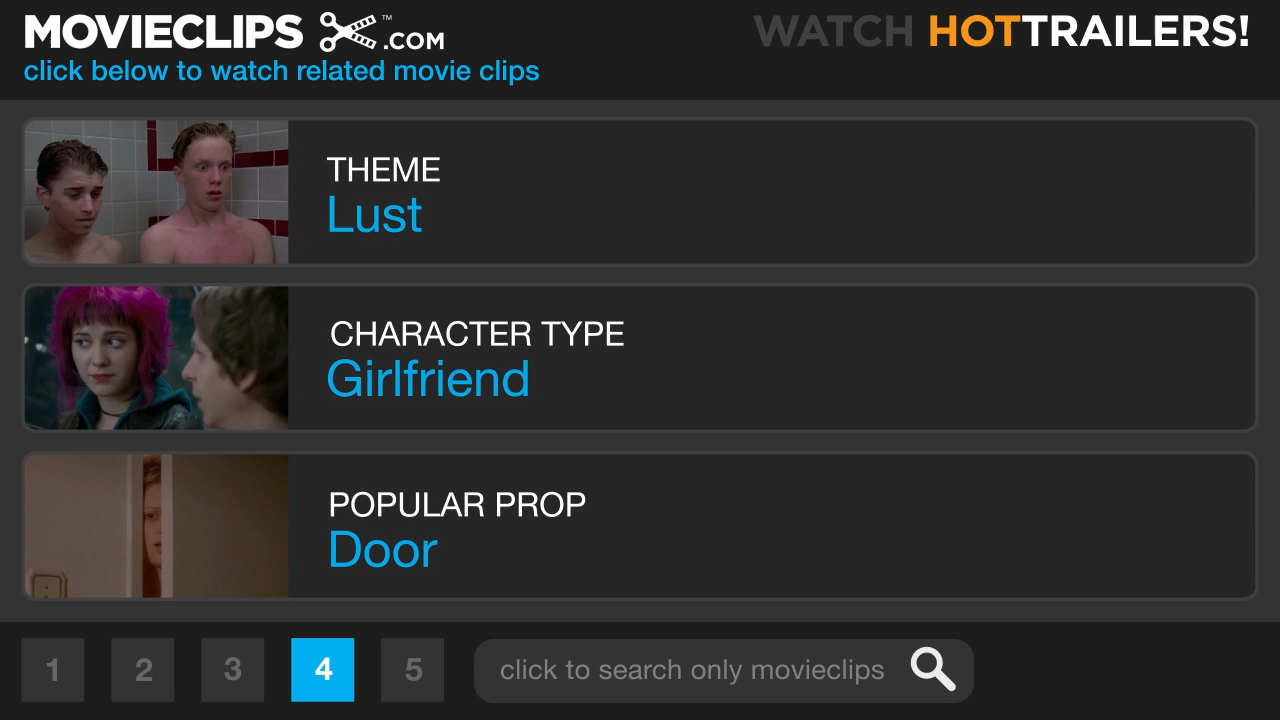 MOVIECLIPS ™ .COM
WATCH HOTTRAILERS!
click below to watch related movie clips
THEME
Lust
CHARACTER TYPE
Girlfriend
POPULAR PROP
Door
1 2 3 4 5 click to search only movieclips